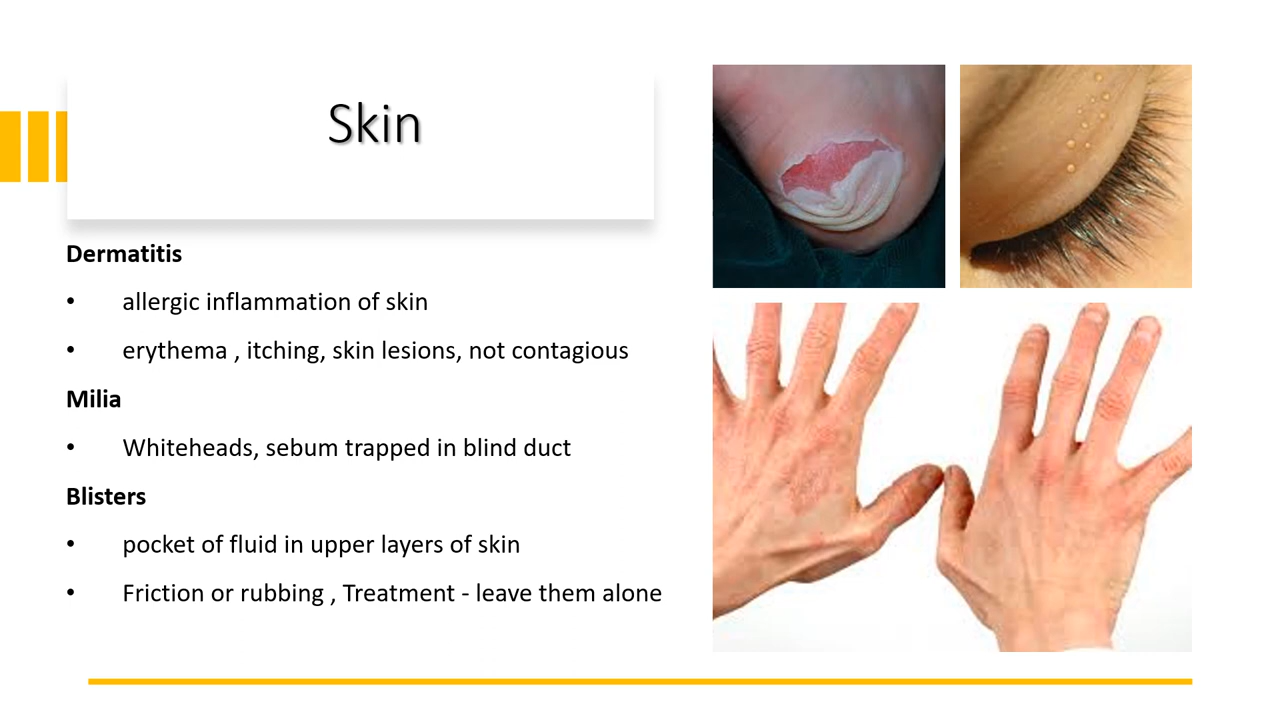 Skin
Dermatitis
• allergic inflammation of skin
• erythema , itching, skin lesions, not contagious
Milia
• Whiteheads, sebum trapped in blind duct
Blisters
• pocket of fluid in upper layers of skin
• Friction or rubbing , Treatment - leave them alone